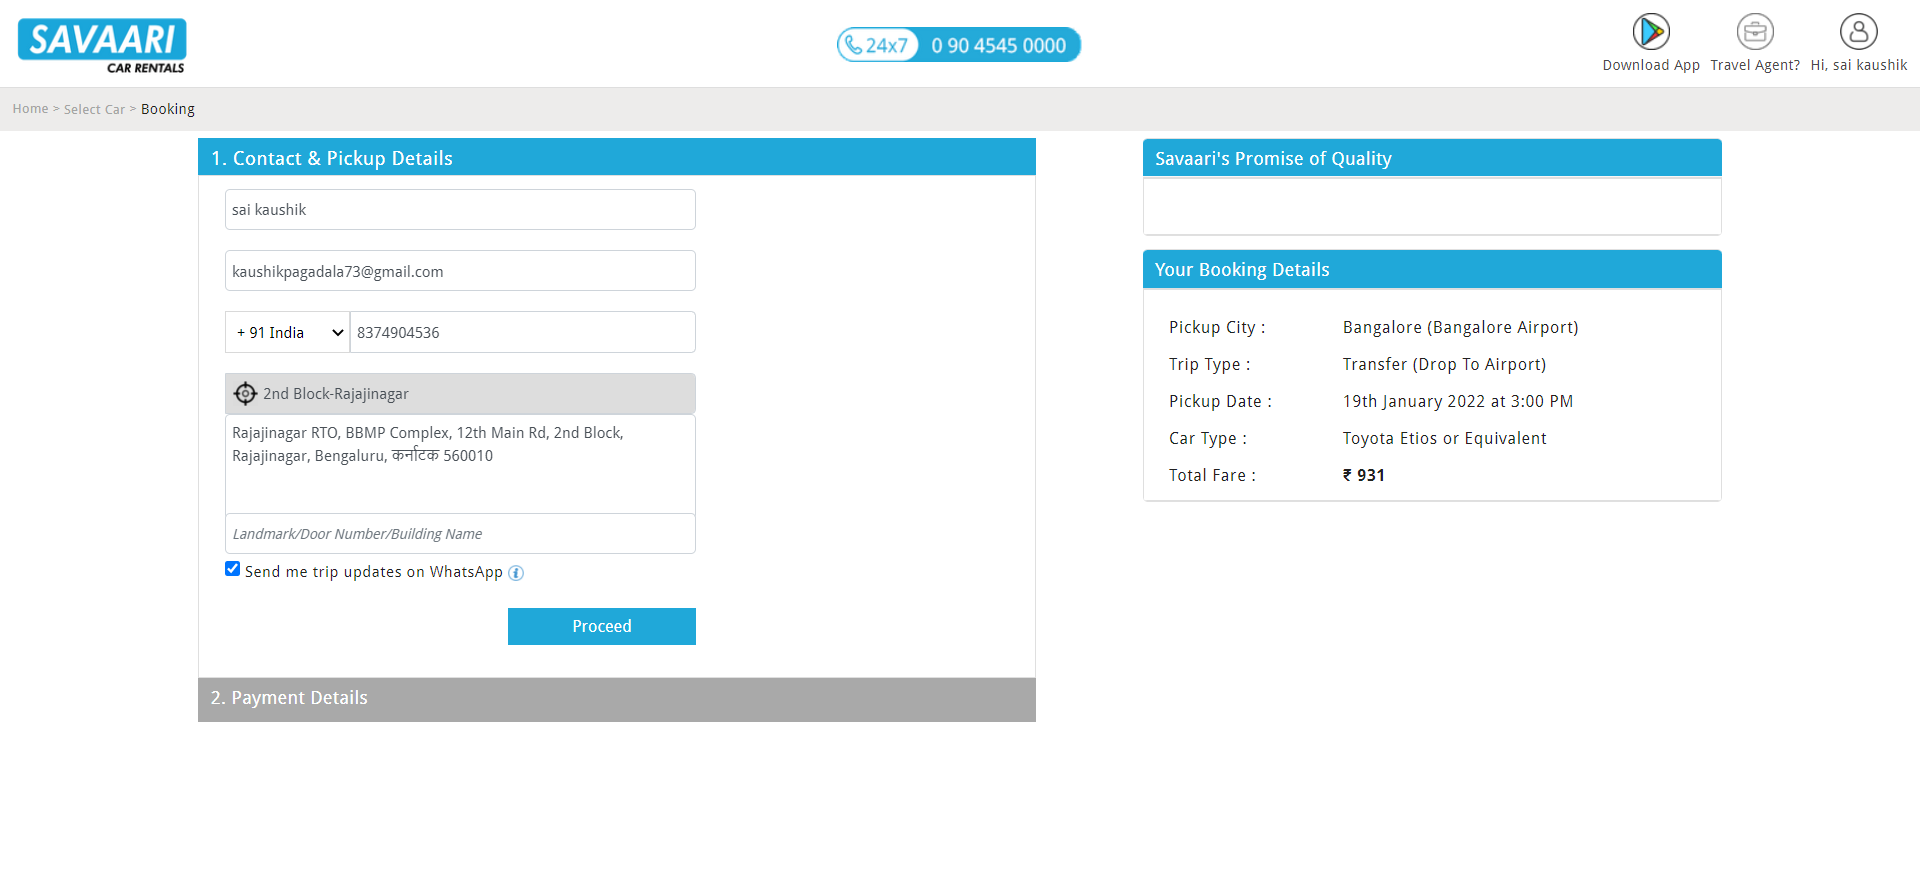 SAVAARI
CAR RENTALS
24x7 0 90 4545 0000
Download App
Travel Agent?
Hi, sai kaushik
Home > Select Car > Booking
1. Contact & Pickup Details
sai kaushik
kaushikpagadala73@gmail.com
+ 91 India 8374904536
2nd Block-Rajajinagar
Rajajinagar RTO, BBMP Complex, 12th Main Rd, 2nd Block,
Rajajinagar, Bengaluru, कर्नाटक 560010
Landmark/Door Number/Building Name
Send me trip updates on WhatsApp
Proceed
2. Payment Details
Savaari's Promise of Quality
Your Booking Details
Pickup City : Bangalore (Bangalore Airport)
Trip Type : Transfer (Drop To Airport)
Pickup Date : 19th January 2022 at 3:00 PM
Car Type : Toyota Etios or Equivalent
Total Fare : ₹ 931